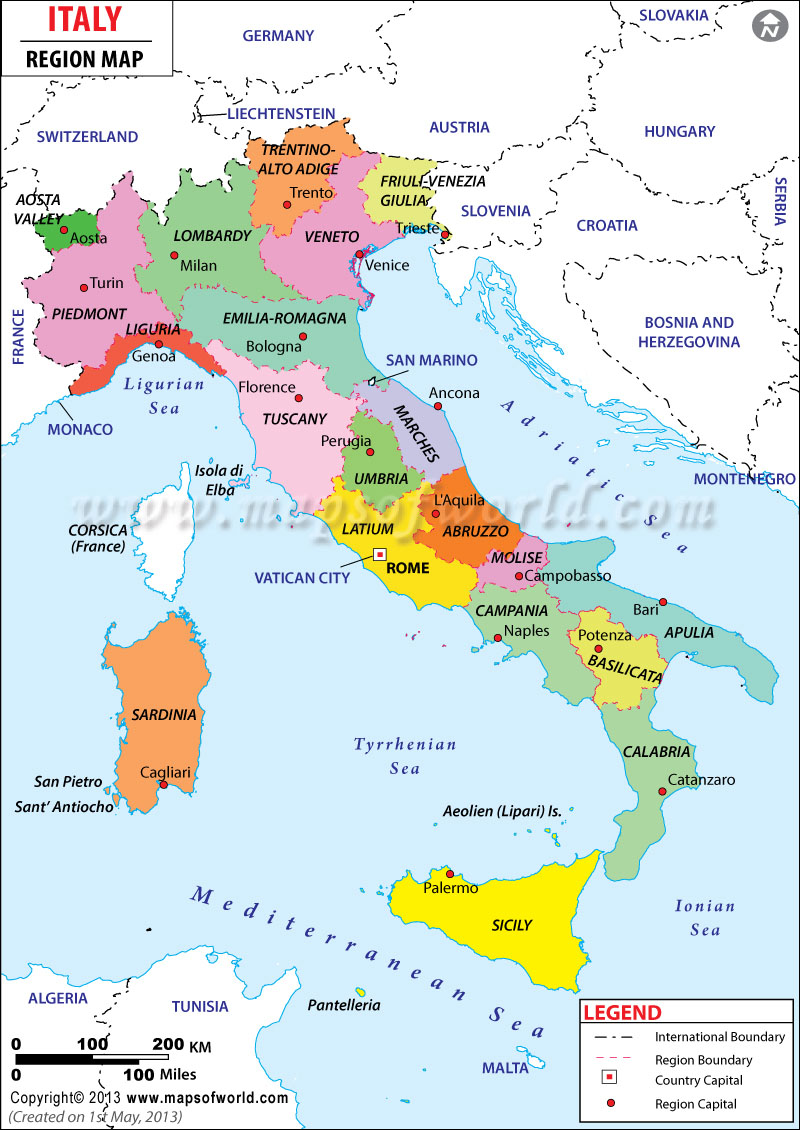 ITALY
REGION MAP
GERMANY
SLOVAKIA
N
LIECHTENSTEIN
SWITZERLAND
AUSTRIA
HUNGARY
TRENTINO-
ALTO ADIGE
Trento
FRIULI-VENEZIA
GIULIA
Trieste
SLOVENIA
CROATIA
SERBIA
AOSTA
VALLEY
Aosta
LOMBARDY
Milan
VENETO
Venice
Turin
PIEDMONT
FRANCE
LIGURIA
Genoa
EMILIA-ROMAGNA
Bologna
BOSNIA AND
HERZEGOVINA
SAN MARINO
Ligurian
Sea
Florence
TUSCANY
Ancona
MARCHES
Adriatic Sea
MONACO
Perugia
UMBRIA
Isola di
Elba
MONTENEGRO
www.mapsofworld.com
L'Aquila
ABRUZZO
LATIUM
CORSICA
(France)
ROME
VATICAN CITY
MOLISE
Campobasso
CAMPANIA
Naples
Bari
APULIA
Potenza
BASILICATA
SARDINIA
Cagliari
Tyrrhenian
Sea
CALABRIA
Catanzaro
San Pietro
Sant' Antiocho
Aeolien (Lipari) Is.
Palermo
SICILY
Mediterranean Sea
Ionian
Sea
ALGERIA
TUNISIA
Pantelleria
MALTA
LEGEND
International Boundary
Region Boundary
Country Capital
Region Capital
0 100 200 KM
0 100 Miles
Copyright© 2013 www.mapsofworld.com
(Created on 1st May, 2013)